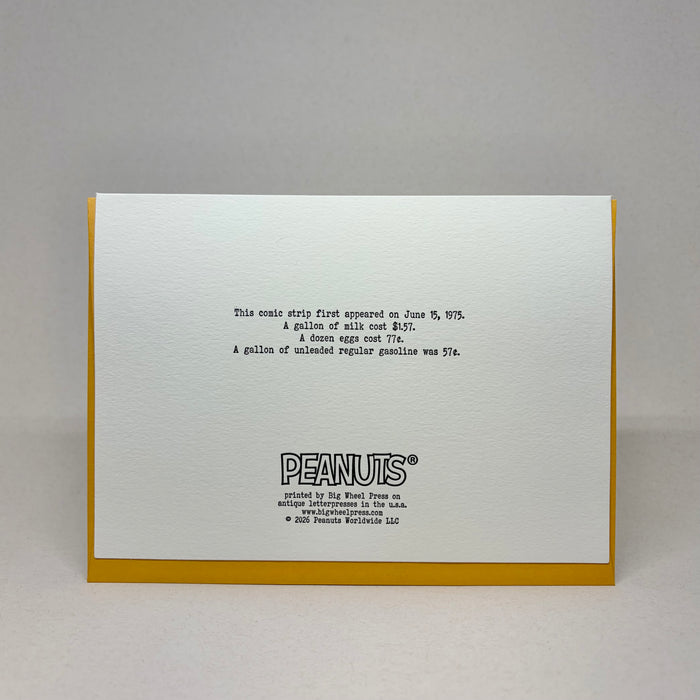 This comic strip first appeared on June 15, 1975.
A gallon of milk cost $1.57.
A dozen eggs cost 77¢.
A gallon of unleaded regular gasoline was 57¢.
PEANUTS®
printed by Big Wheel Press on
antique letterpresses in the u.s.a.
www.bigwheelpress.com
© 2026 Peanuts Worldwide LLC